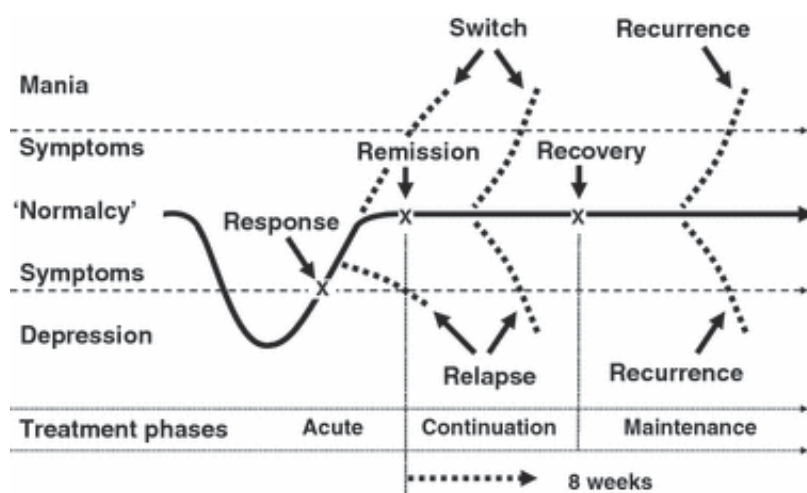 Switch Recurrence
Mania
Symptoms
Remission Recovery
'Normalcy'
Response
X X
X
Symptoms
Depression
Relapse Recurrence
Treatment phases Acute Continuation Maintenance
8 weeks